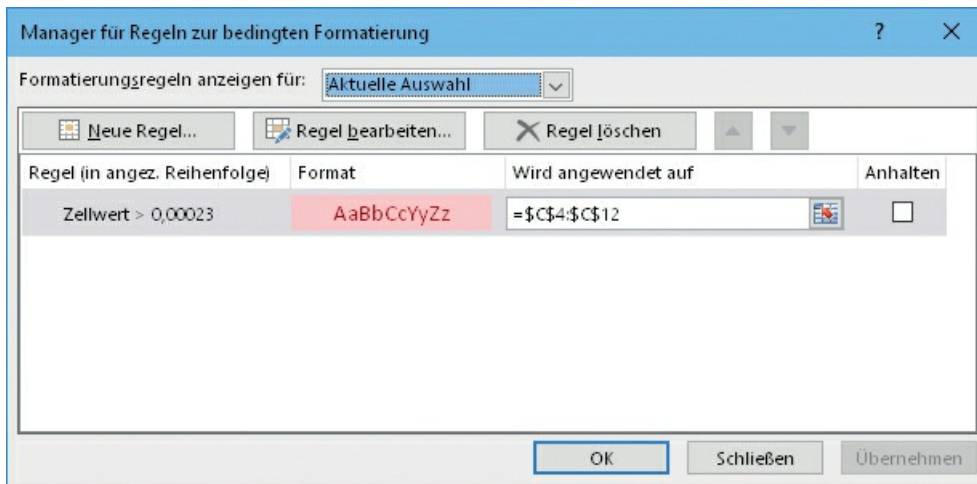 Manager für Regeln zur bedingten Formatierung ? ×
Formatierungsregeln anzeigen für: Aktuelle Auswahl
Neue Regel... Regel bearbeiten... Regel löschen
Regel (in angez. Reihenfolge) Format Wird angewendet auf Anhalten
Zellwert > 0,00023 AaBbCcYyZz =$C$4:$C$12
OK Schließen Übernehmen